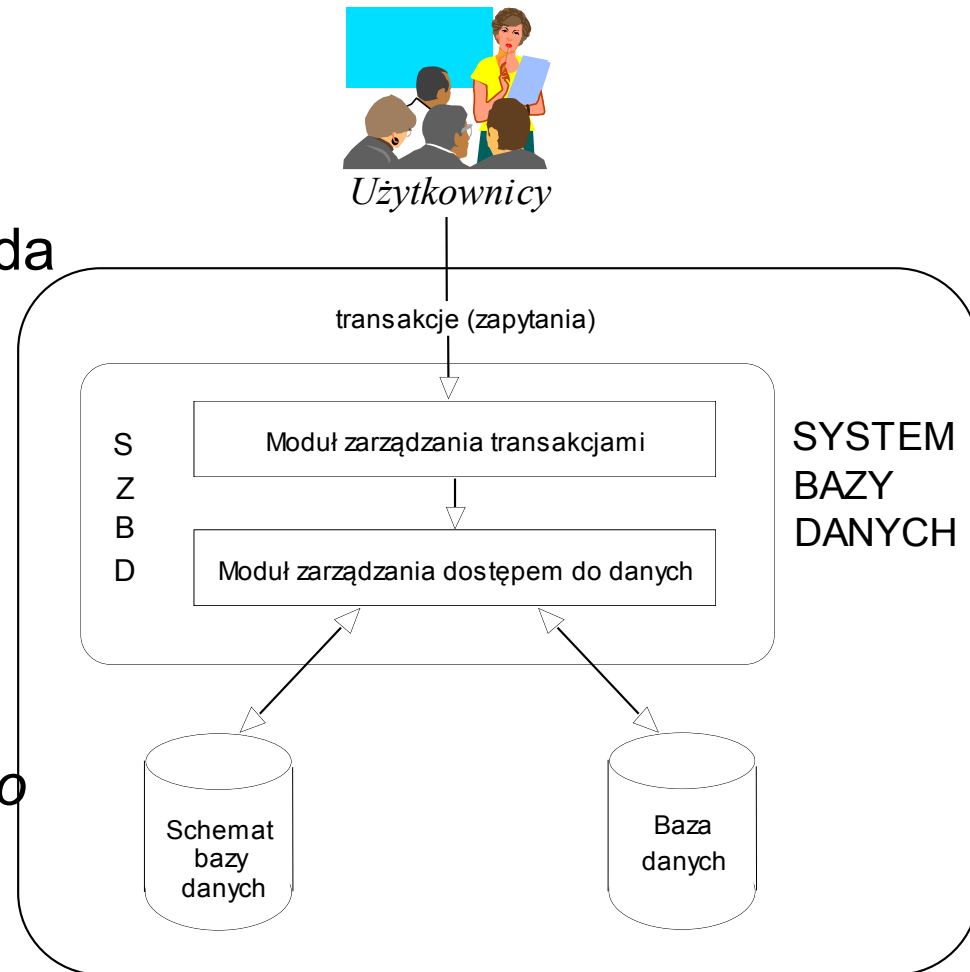 Użytkownicy
da
transakcje (zapytania)
S
Z
B
D
Moduł zarządzania transakcjami
Moduł zarządzania dostępem do danych
SYSTEM
BAZY
DANYCH
o
Schemat
bazy
danych
Baza
danych